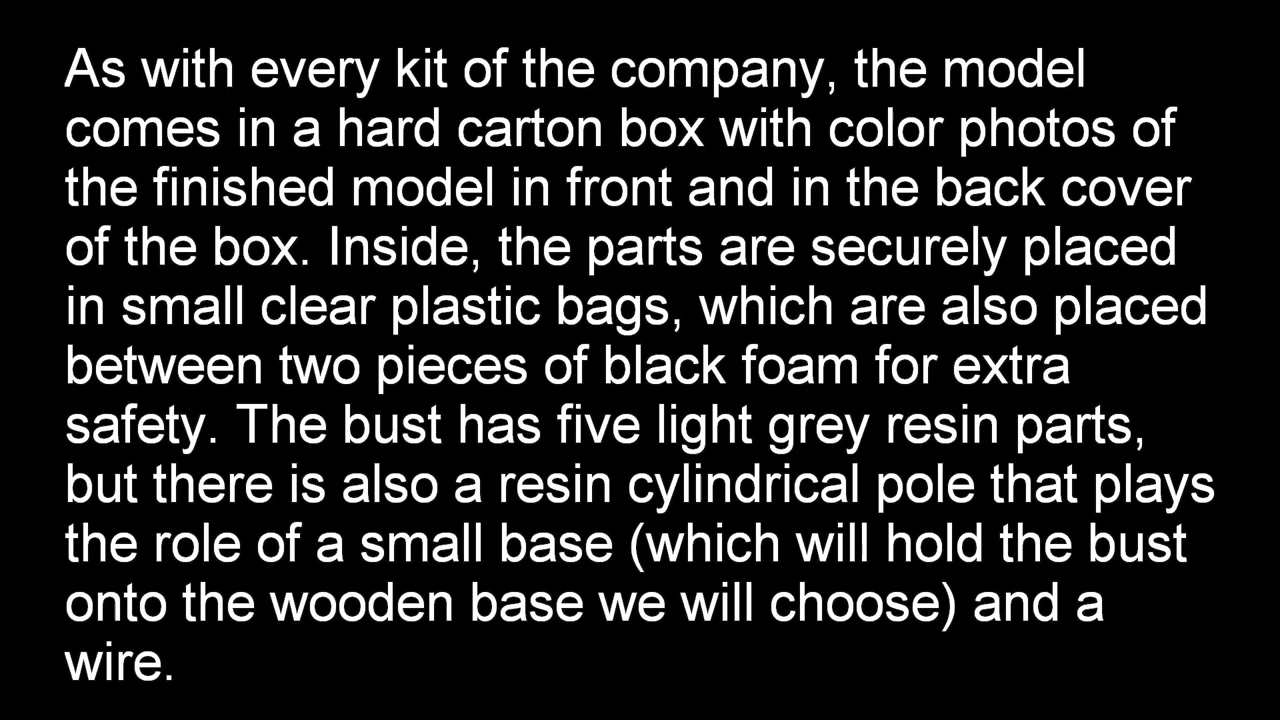 As with every kit of the company, the model
comes in a hard carton box with color photos of
the finished model in front and in the back cover
of the box. Inside, the parts are securely placed
in small clear plastic bags, which are also placed
between two pieces of black foam for extra
safety. The bust has five light grey resin parts,
but there is also a resin cylindrical pole that plays
the role of a small base (which will hold the bust
onto the wooden base we will choose) and a
wire.